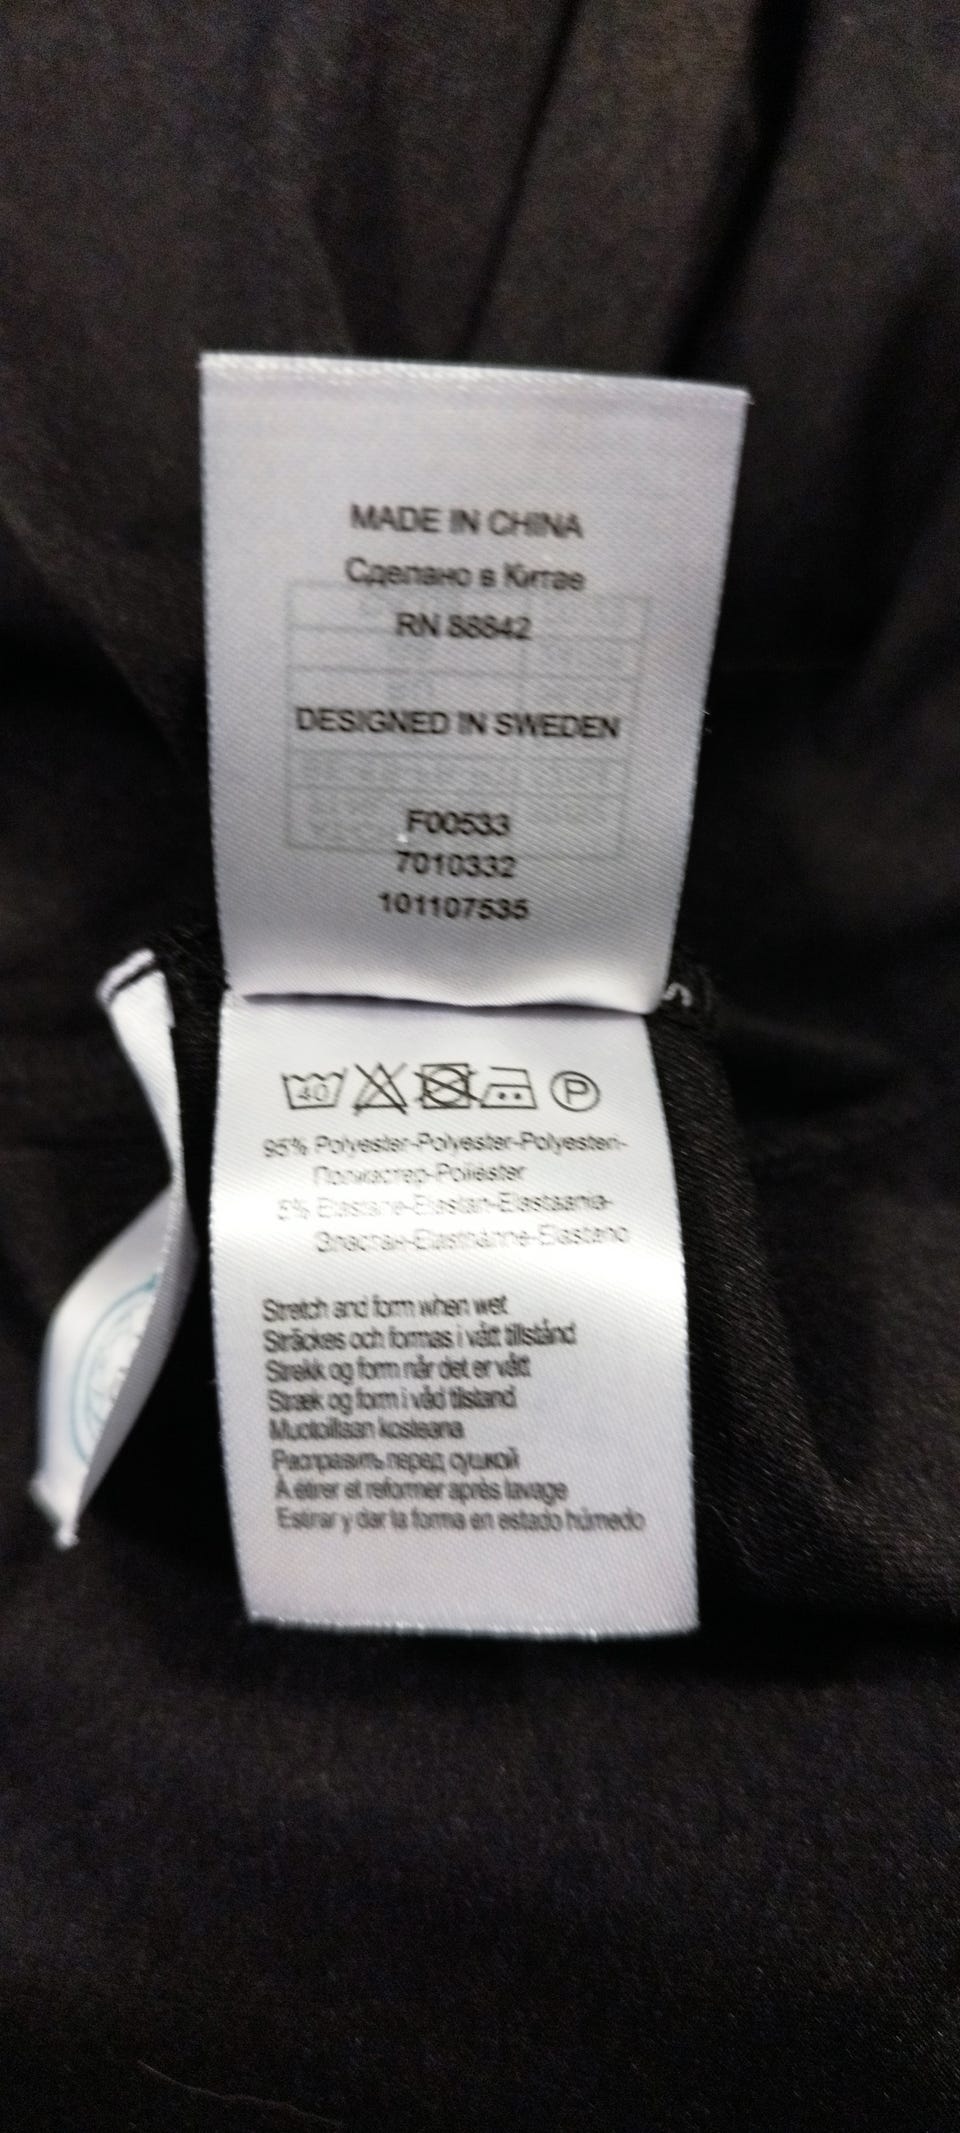 MADE IN CHINA
Сделано в Китае
RN 88842
DESIGNED IN SWEDEN
F00533
7010332
101107535
40 P
95% Polyester-Polyester-Polyesteri-
Полиэстер-Poliéster
5% Elastane-Elastan-Elastaania-
Эластан-Elasthanne-Elastano
Stretch and form when wet
Sträckes och formas i vått tillstånd
Strekk og form når det er vått
Stræk og form i våd tilstand
Muotoillaan kosteana
Расправить перед сушкой
À étirer et reformer après lavage
Estirar y dar la forma en estado húmedo